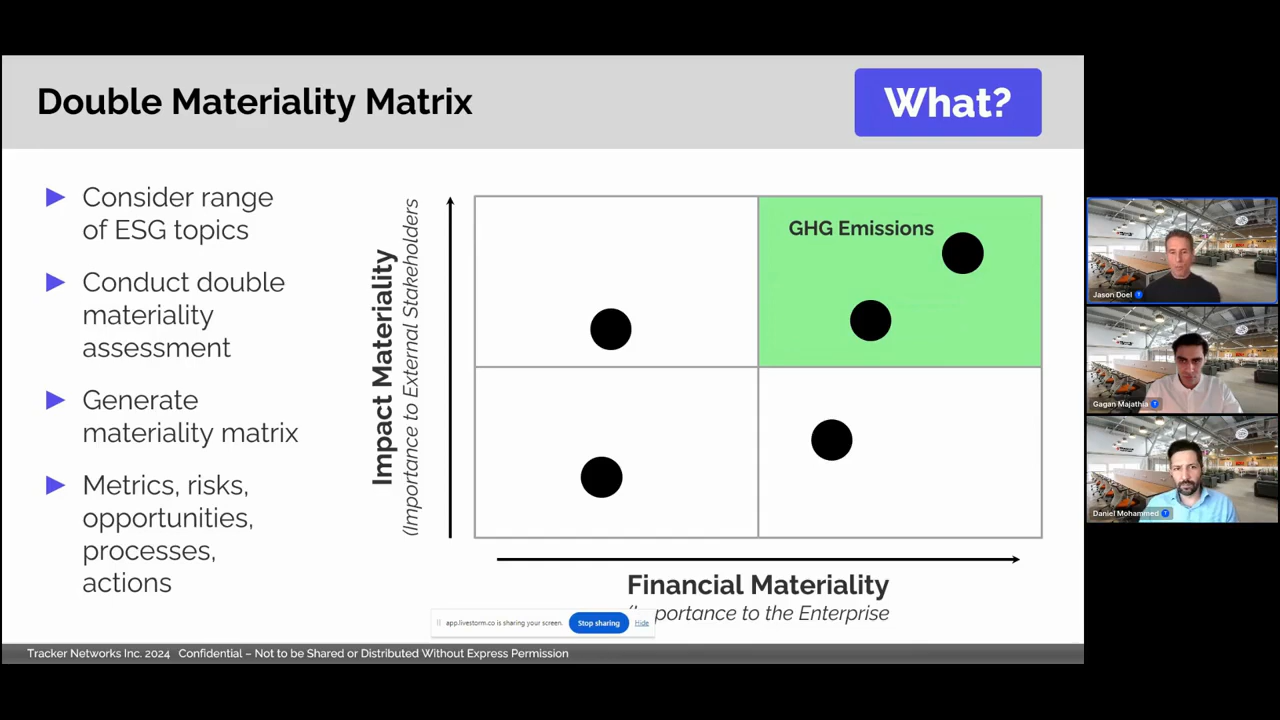 Double Materiality Matrix
What?
Consider range
of ESG topics
Conduct double
materiality
assessment
Generate
materiality matrix
Metrics, risks,
opportunities,
processes,
actions
Impact Materiality
(Importance to External Stakeholders
GHG Emissions
Financial Materiality
(Importance to the Enterprise
app.livestorm.co is sharing your screen.
Stop sharing
Hide
Tracker Networks Inc. 2024 Confidential – Not to be Shared or Distributed Without Express Permission
Jason Doel
Gagan Majathia
Daniel Mohammed